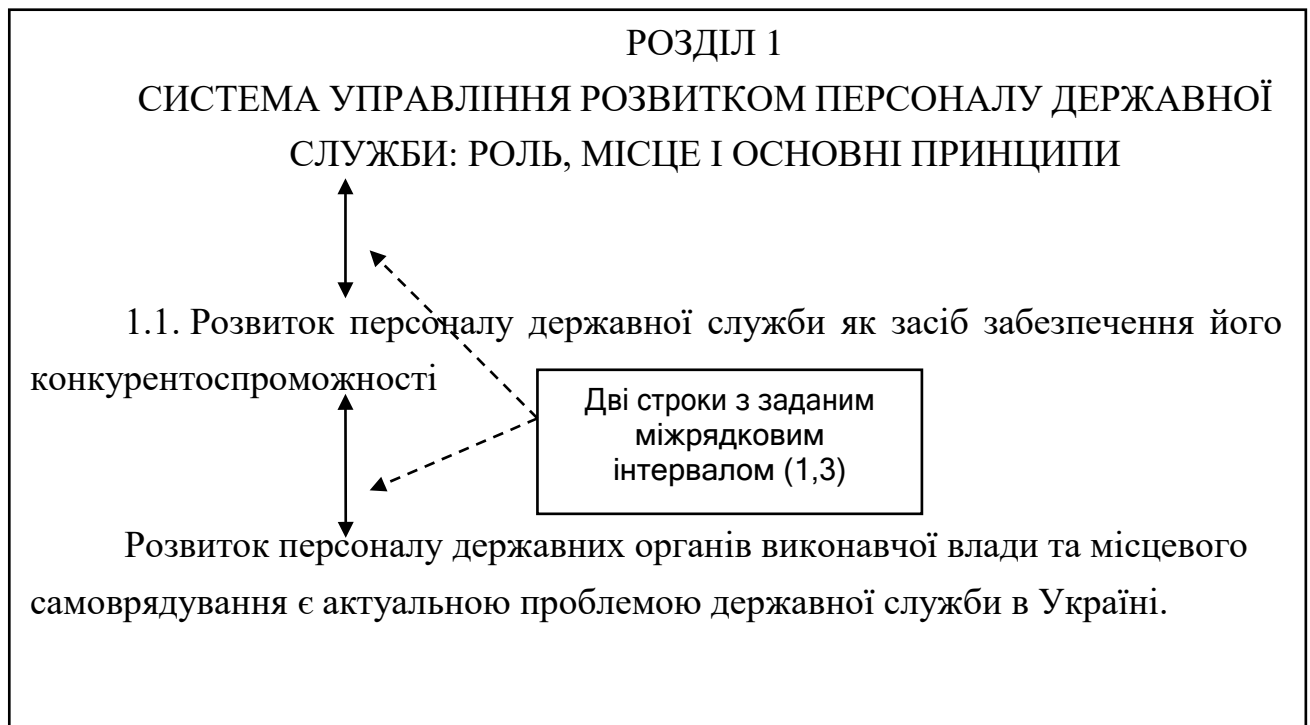 РОЗДІЛ 1
СИСТЕМА УПРАВЛІННЯ РОЗВИТКОМ ПЕРСОНАЛУ ДЕРЖАВНОЇ
СЛУЖБИ: РОЛЬ, МІСЦЕ І ОСНОВНІ ПРИНЦИПИ
1.1. Розвиток персоналу державної служби як засіб забезпечення його
конкурентоспроможності
Дві строки з заданим
міжрядковим
інтервалом (1,3)
Розвиток персоналу державних органів виконавчої влади та місцевого
самоврядування є актуальною проблемою державної служби в Україні.